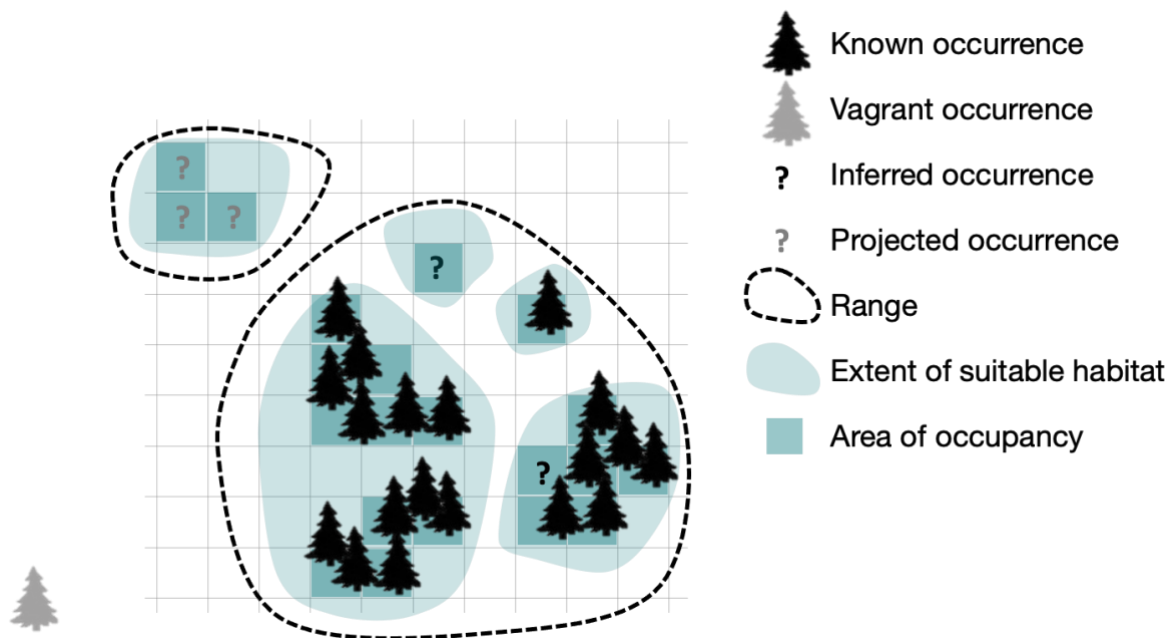 Known occurrence
Vagrant occurrence
? Inferred occurrence
? Projected occurrence
Range
Extent of suitable habitat
Area of occupancy
?
? ?
?
?